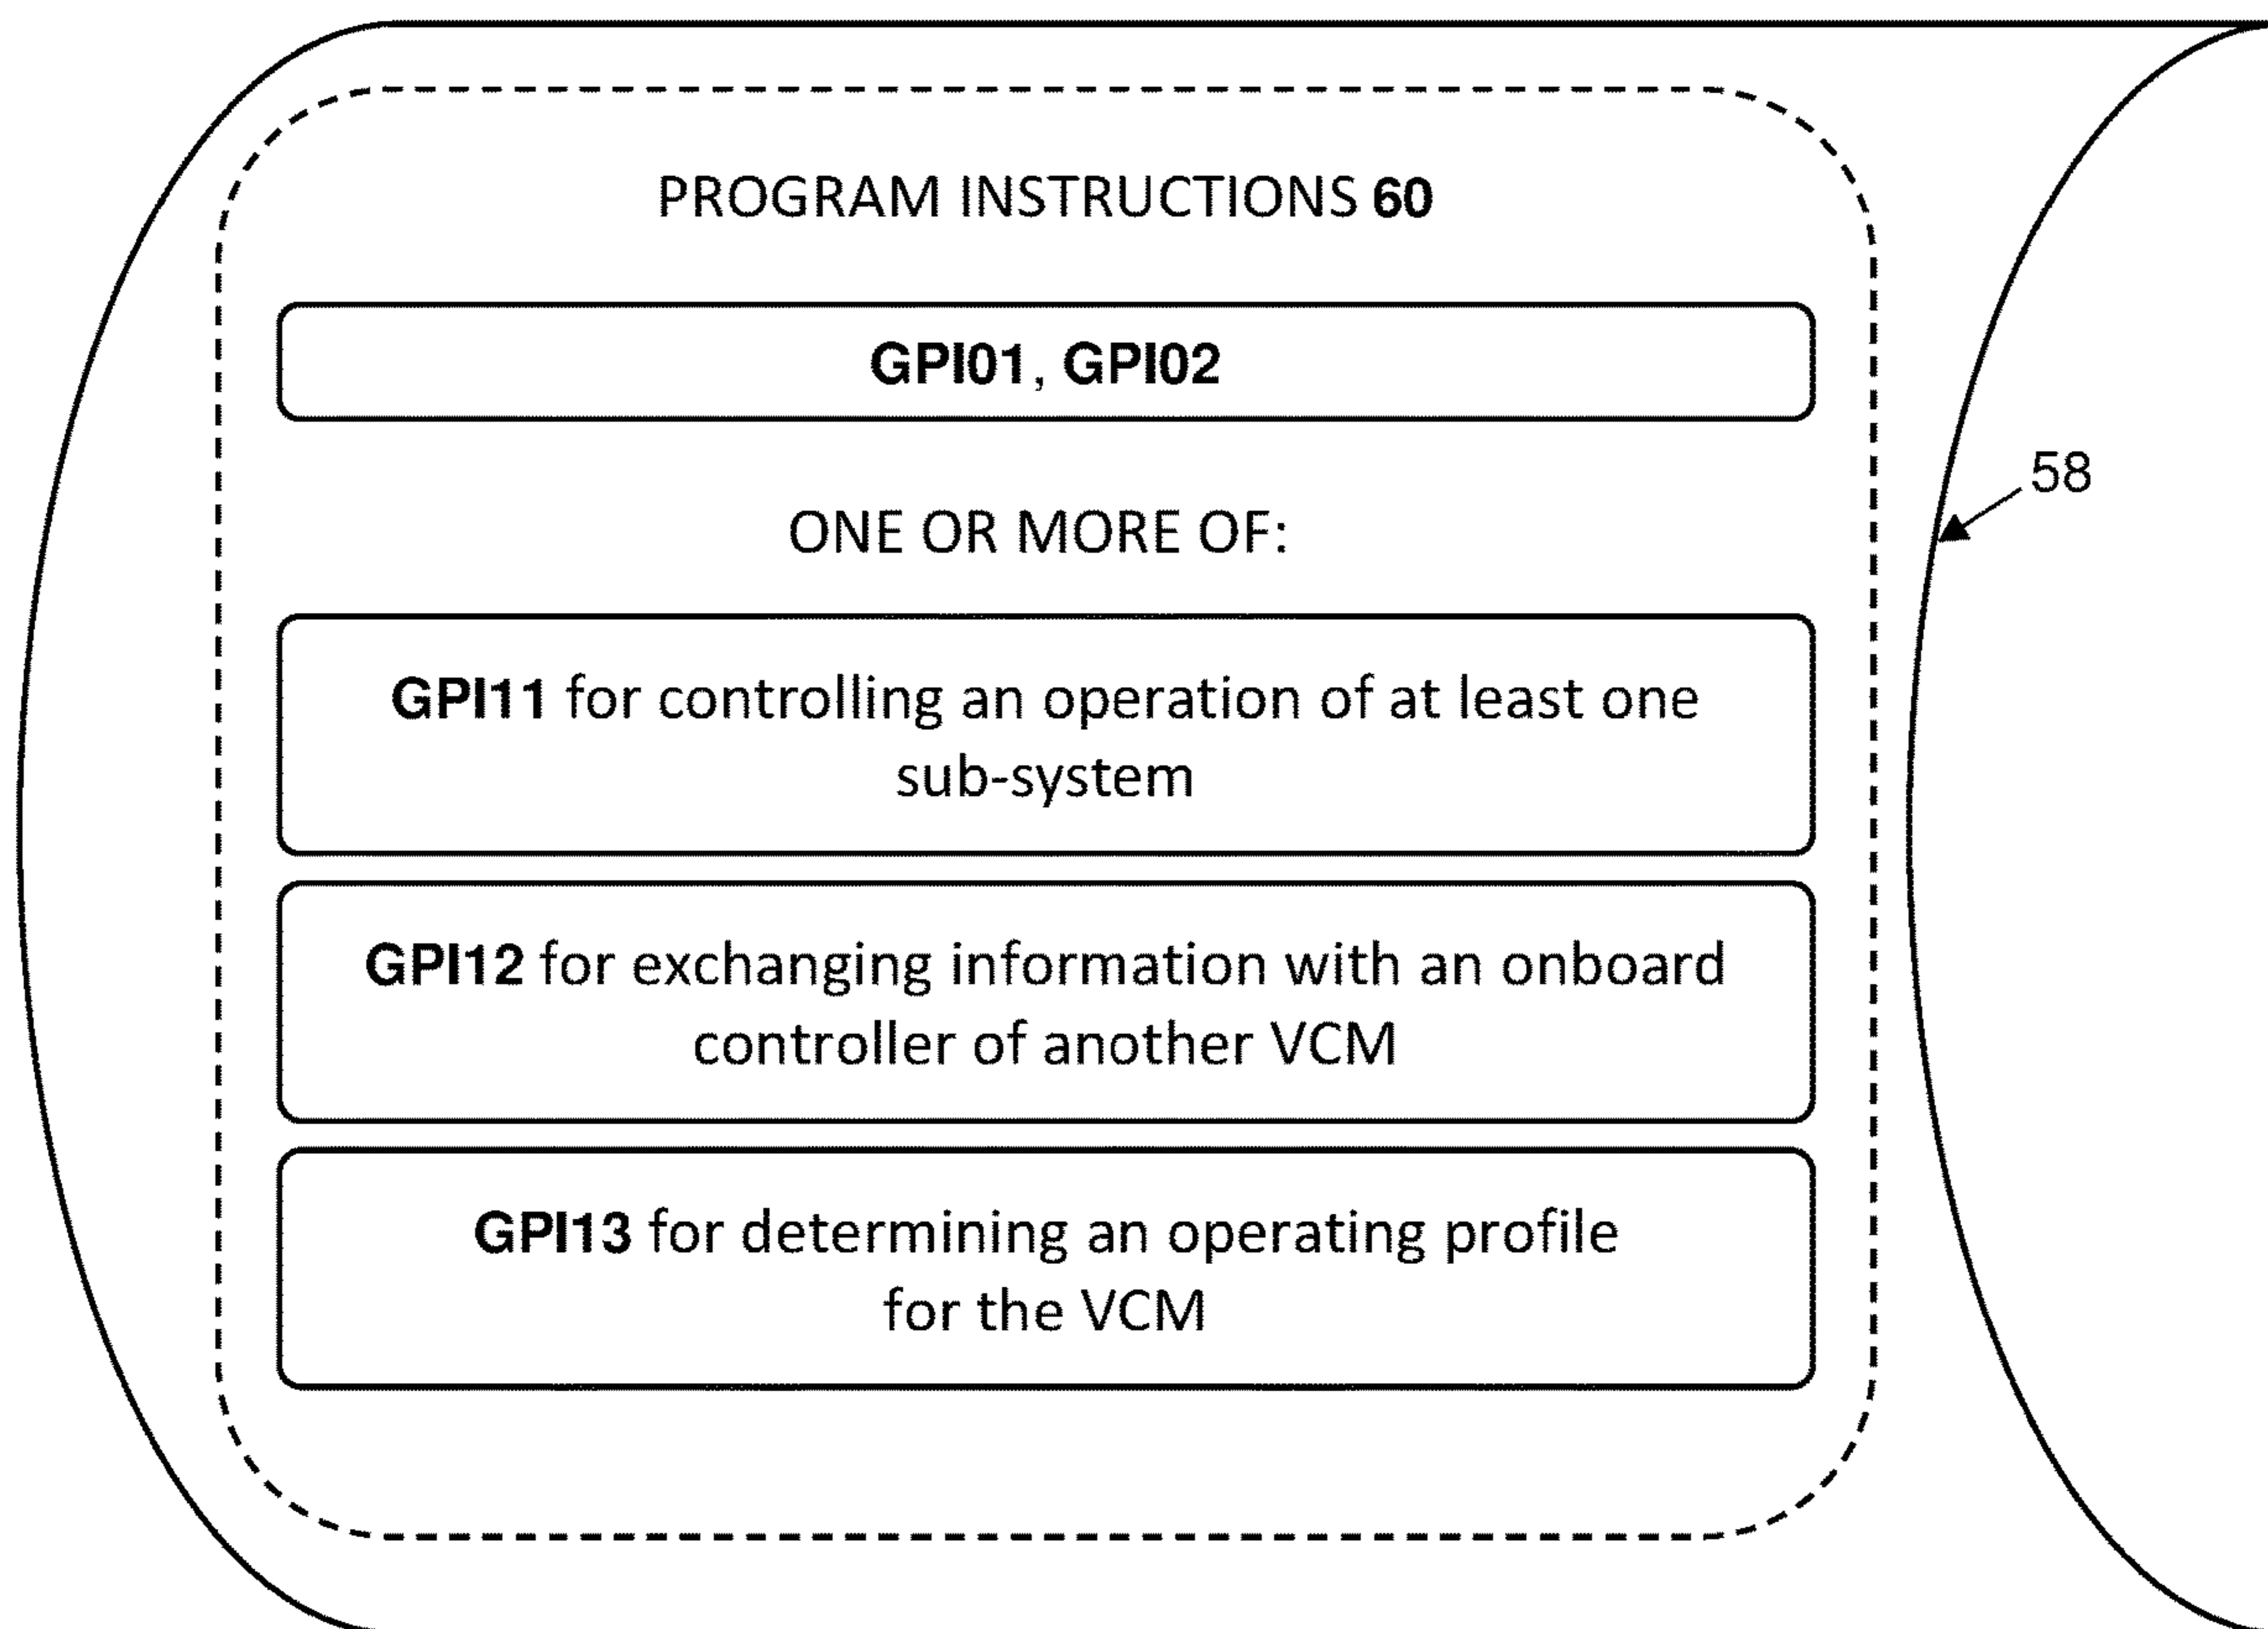 PROGRAM INSTRUCTIONS 60
GPI01, GPI02
58
ONE OR MORE OF:
GPI11 for controlling an operation of at least one
sub-system
GPI12 for exchanging information with an onboard
controller of another VCM
GPI13 for determining an operating profile
for the VCM